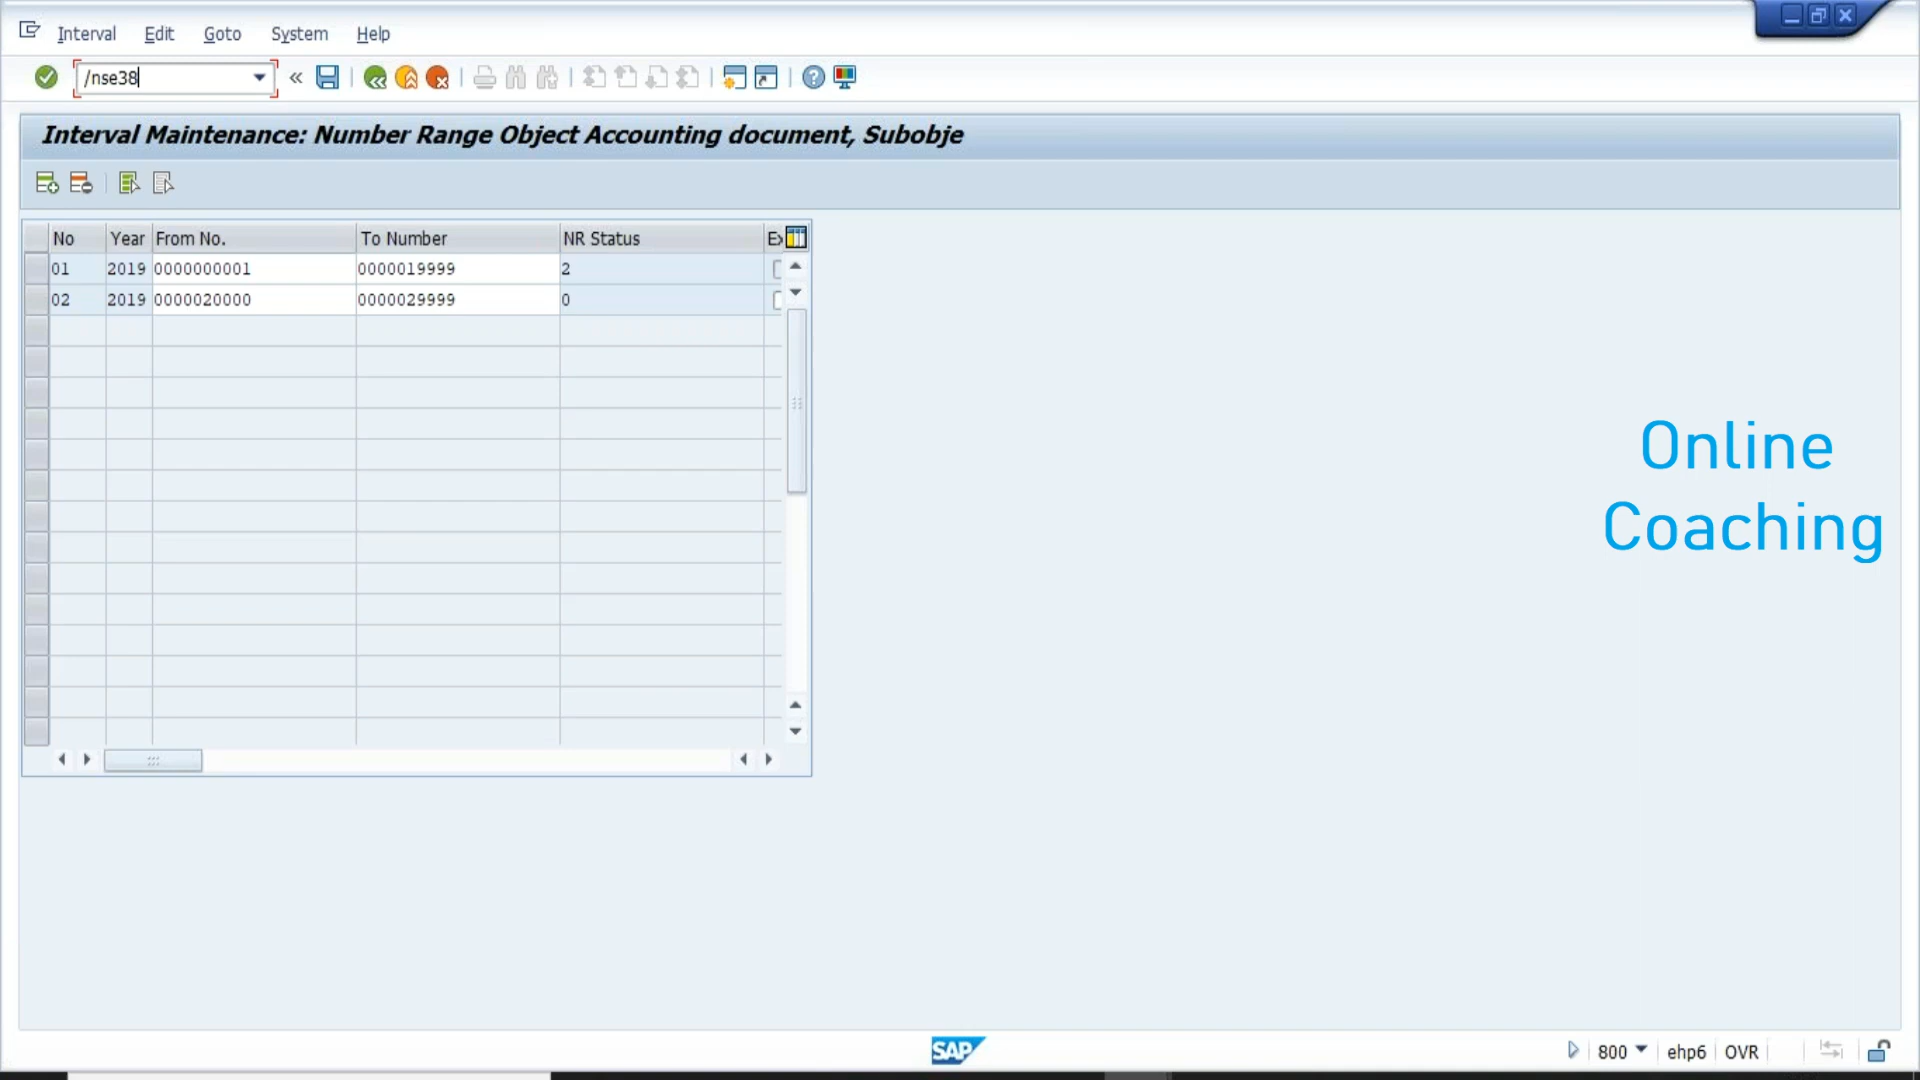 Interval Edit Goto System Help
/nse38
Interval Maintenance: Number Range Object Accounting document, Subobje
No Year From No. To Number NR Status Ex
01 2019 0000000001 0000019999 2
02 2019 0000020000 0000029999 0
Online
Coaching
SAP
800 ehp6 OVR